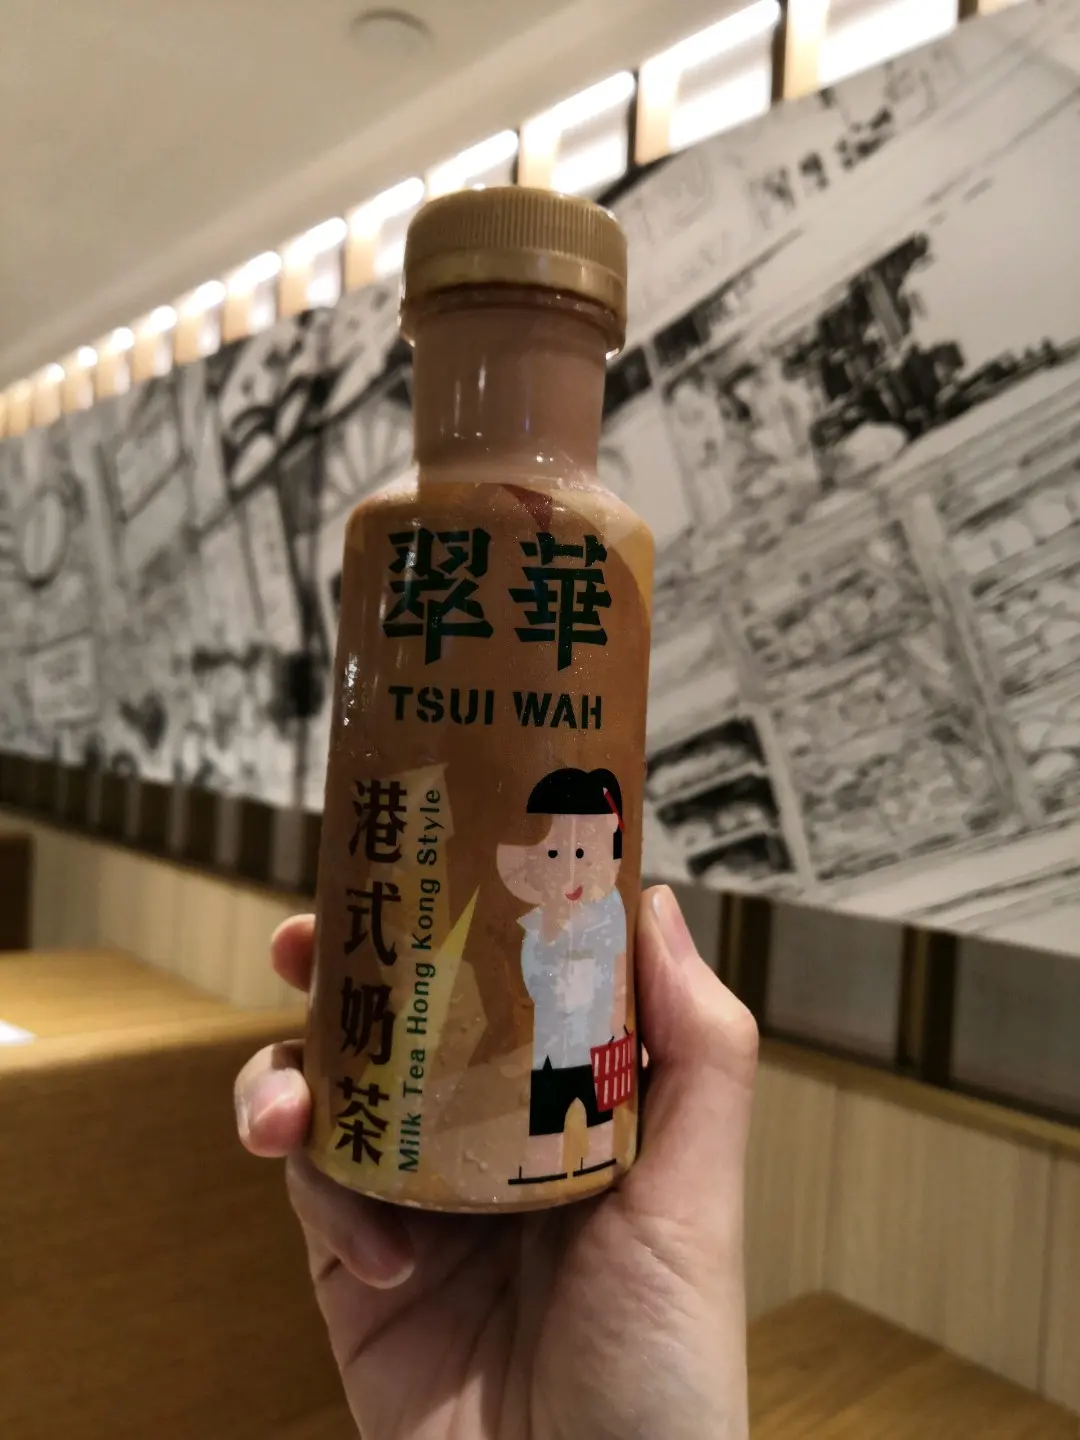 翠華
TSUI WAH
港式奶茶
Milk Tea Hong Kong Style